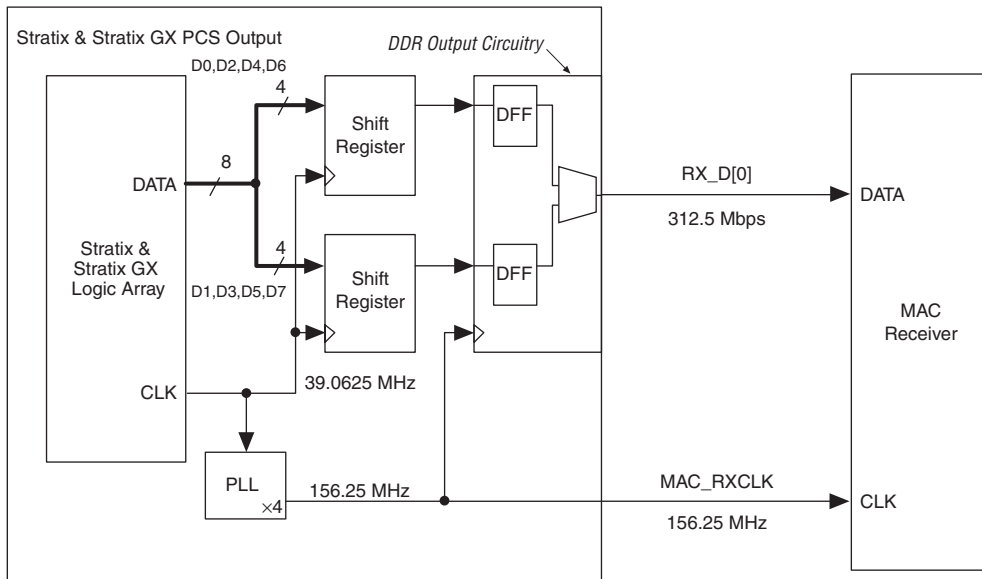 Stratix & Stratix GX PCS Output
DDR Output Circuitry
D0,D2,D4,D6
4
Shift
Register
DFF
8
DATA
RX_D[0]
DATA
312.5 Mbps
4
Stratix &
Stratix GX
Logic Array
D1,D3,D5,D7
Shift
Register
DFF
MAC
Receiver
39.0625 MHz
CLK
PLL
×4
156.25 MHz
MAC_RXCLK
CLK
156.25 MHz